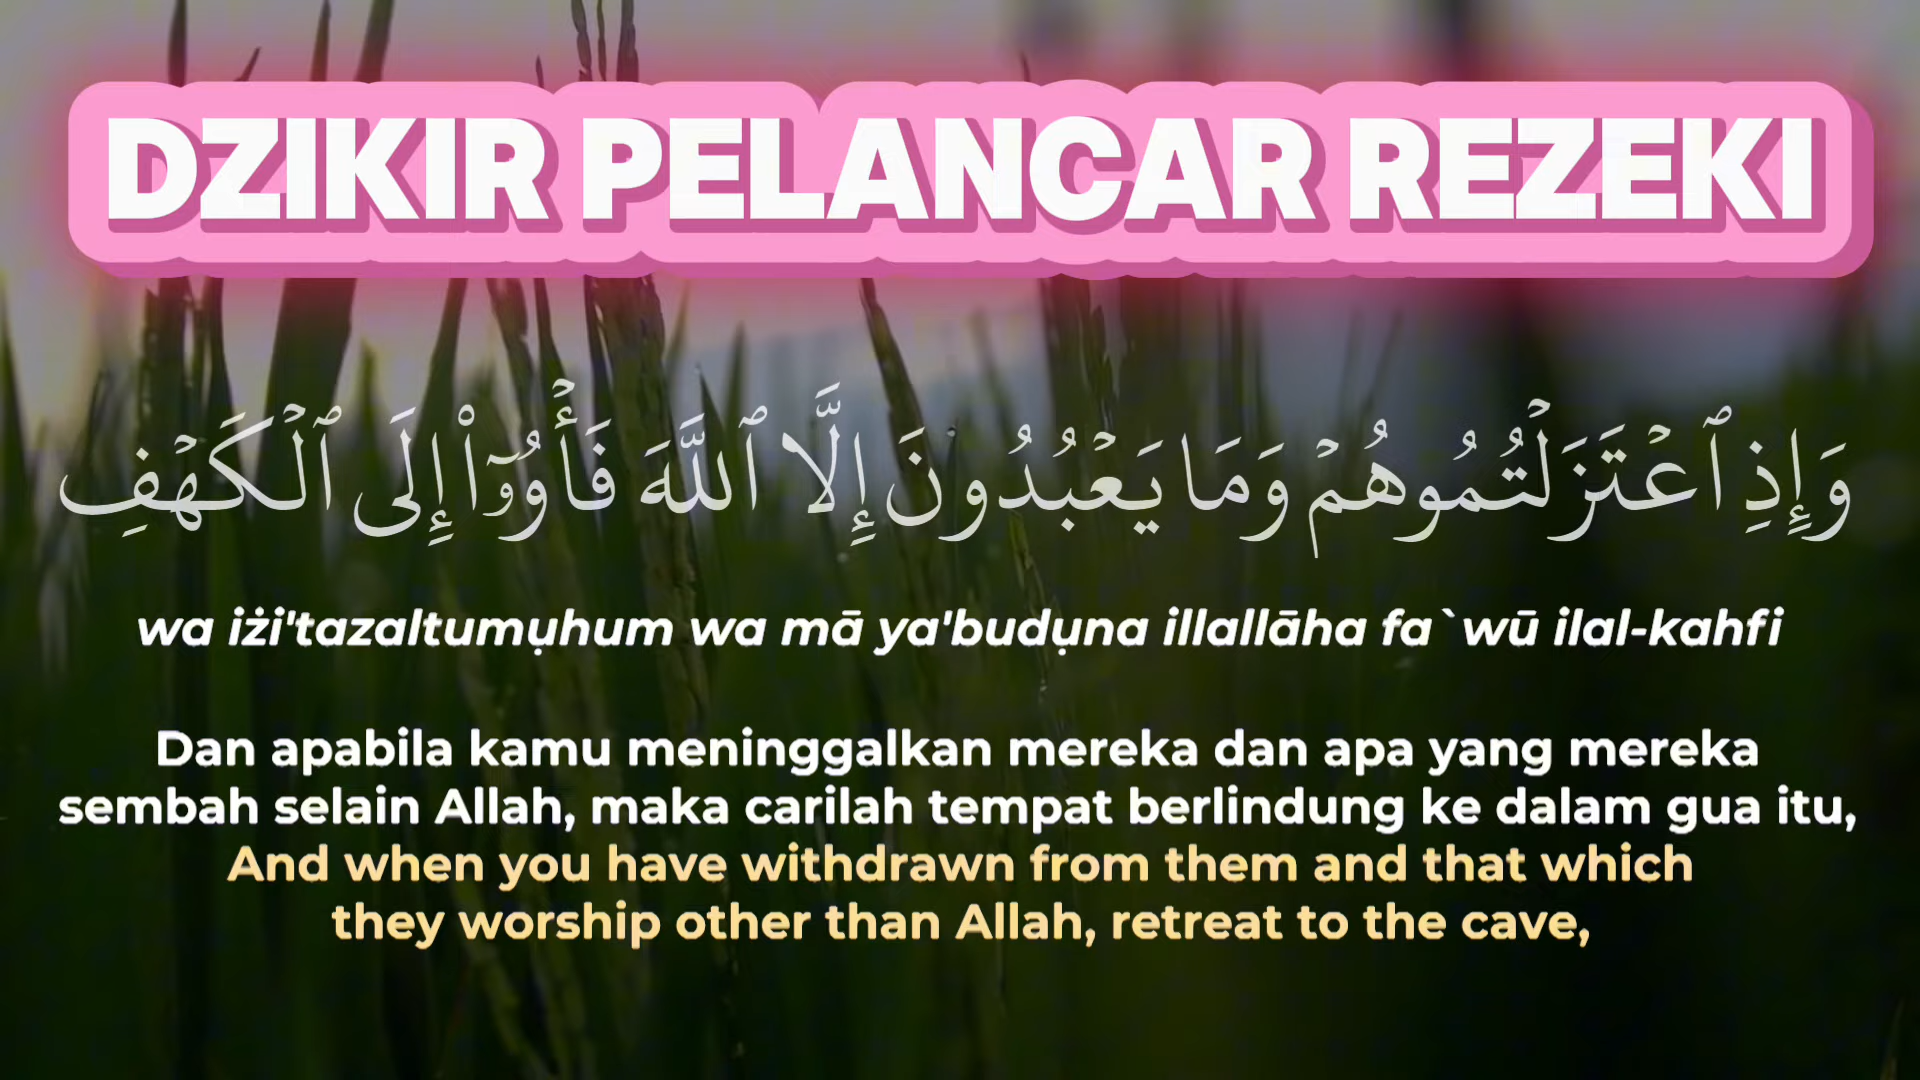 DZIKIR PELANCAR REZEKI
وَإِذِ ٱعْتَزَلْتُمُوهُمْ وَمَا يَعْبُدُونَ إِلَّا ٱللَّهَ فَأْوُۥٓا۟ إِلَى ٱلْكَهْفِ
wa iżi'tazaltumụhum wa mā ya'budụna illallāha fa`wū ilal-kahfi
Dan apabila kamu meninggalkan mereka dan apa yang mereka
sembah selain Allah, maka carilah tempat berlindung ke dalam gua itu,
And when you have withdrawn from them and that which
they worship other than Allah, retreat to the cave,